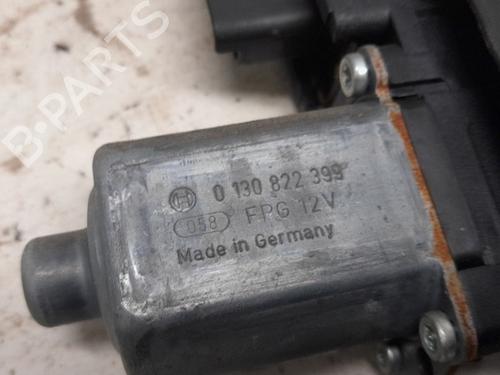 B-PARTS
0 130 822 399
058 FPG 12V
Made in Germany